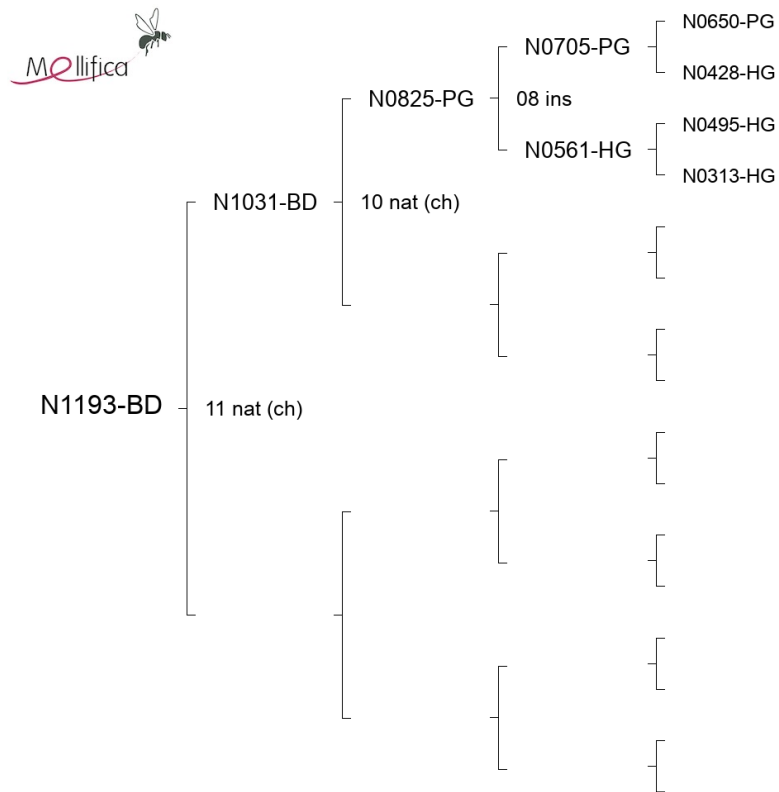 Mellifica
N0650-PG
N0705-PG
N0428-HG
N0825-PG
08 ins
N0495-HG
N0561-HG
N0313-HG
N1031-BD
10 nat (ch)
N1193-BD
11 nat (ch)